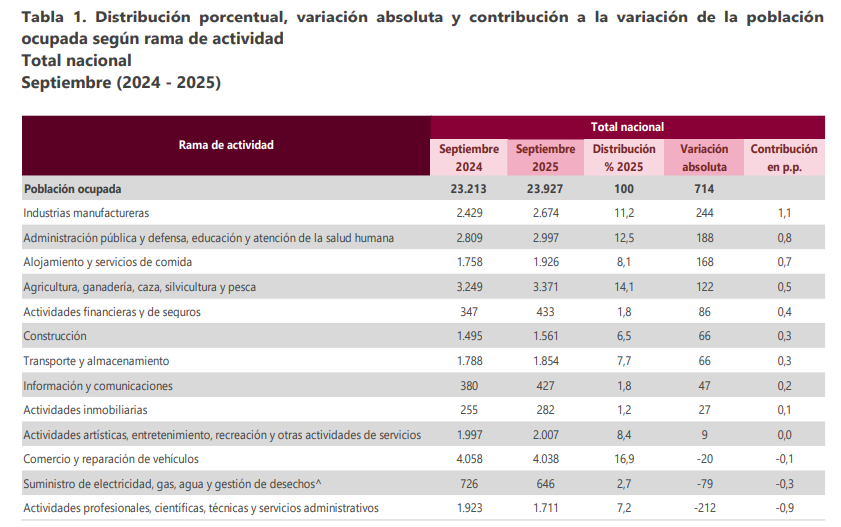 Tabla 1. Distribución porcentual, variación absoluta y contribución a la variación de la población
ocupada según rama de actividad
Total nacional
Septiembre (2024 - 2025)
Rama de actividad
Total nacional
Septiembre 2024 Septiembre 2025 Distribución % 2025 Variación absoluta Contribución en p.p.
Población ocupada 23.213 23.927 100 714
Industrias manufactureras 2.429 2.674 11,2 244 1,1
Administración pública y defensa, educación y atención de la salud humana 2.809 2.997 12,5 188 0,8
Alojamiento y servicios de comida 1.758 1.926 8,1 168 0,7
Agricultura, ganadería, caza, silvicultura y pesca 3.249 3.371 14,1 122 0,5
Actividades financieras y de seguros 347 433 1,8 86 0,4
Construcción 1.495 1.561 6,5 66 0,3
Transporte y almacenamiento 1.788 1.854 7,7 66 0,3
Información y comunicaciones 380 427 1,8 47 0,2
Actividades inmobiliarias 255 282 1,2 27 0,1
Actividades artísticas, entretenimiento, recreación y otras actividades de servicios 1.997 2.007 8,4 9 0,0
Comercio y reparación de vehículos 4.058 4.038 16,9 -20 -0,1
Suministro de electricidad, gas, agua y gestión de desechos^ 726 646 2,7 -79 -0,3
Actividades profesionales, científicas, técnicas y servicios administrativos 1.923 1.711 7,2 -212 -0,9